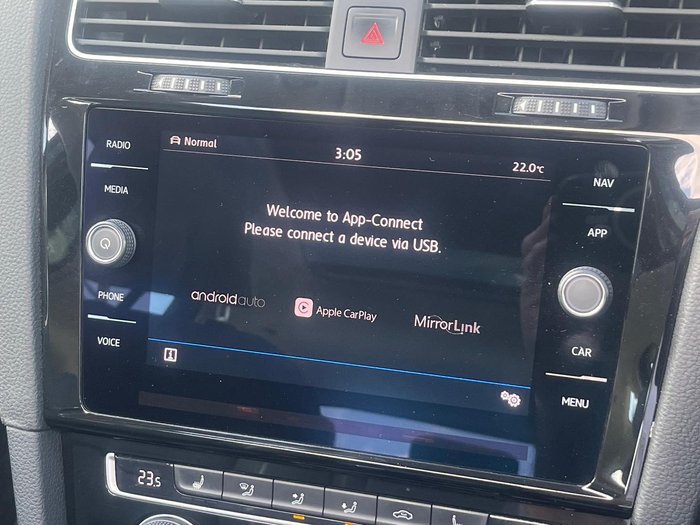 RADIO
MEDIA
PHONE
VOICE
Normal
3:05
22.0°C
Welcome to App-Connect
Please connect a device via USB.
androidauto
Apple CarPlay
MirrorLink
NAV
APP
CAR
MENU
23.5